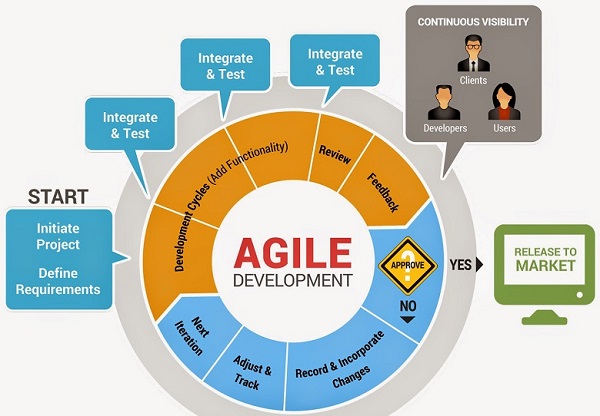 CONTINUOUS VISIBILITY
Clients
Developers
Users
Integrate
& Test
Integrate
& Test
Integrate
& Test
START
Initiate
Project
Define
Requirements
Development Cycles (Add Functionality)
Review
Feedback
AGILE
DEVELOPMENT
?
APPROVE
YES
NO
RELEASE TO
MARKET
Record & Incorporate
Changes
Adjust &
Track
Next
Iteration